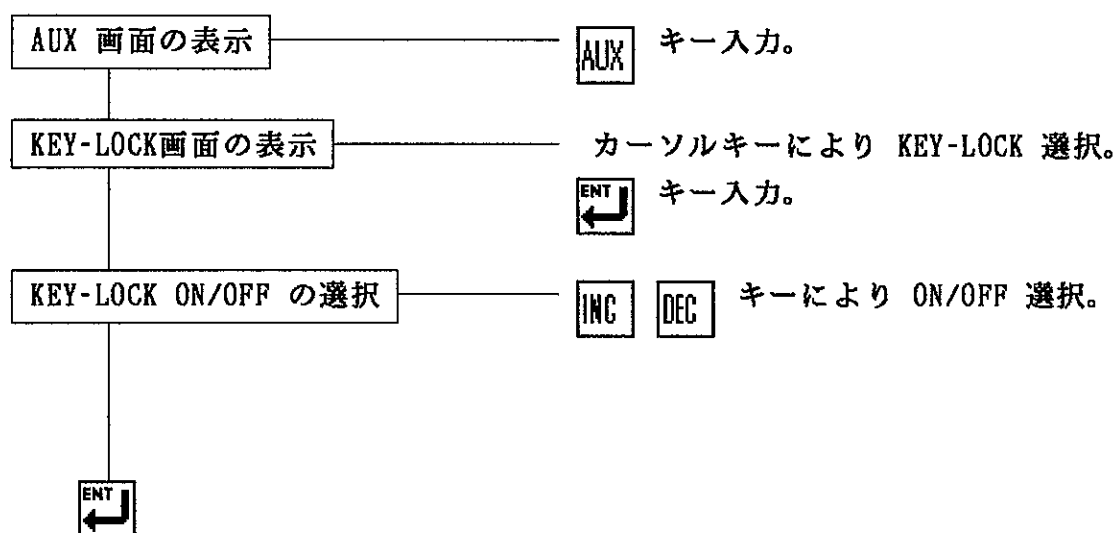 AUX 画面の表示
AUX キー入力。
KEY-LOCK画面の表示
カーソルキーにより KEY-LOCK 選択。
ENT キー入力。
KEY-LOCK ON/OFF の選択
INC DEC キーにより ON/OFF 選択。
ENT